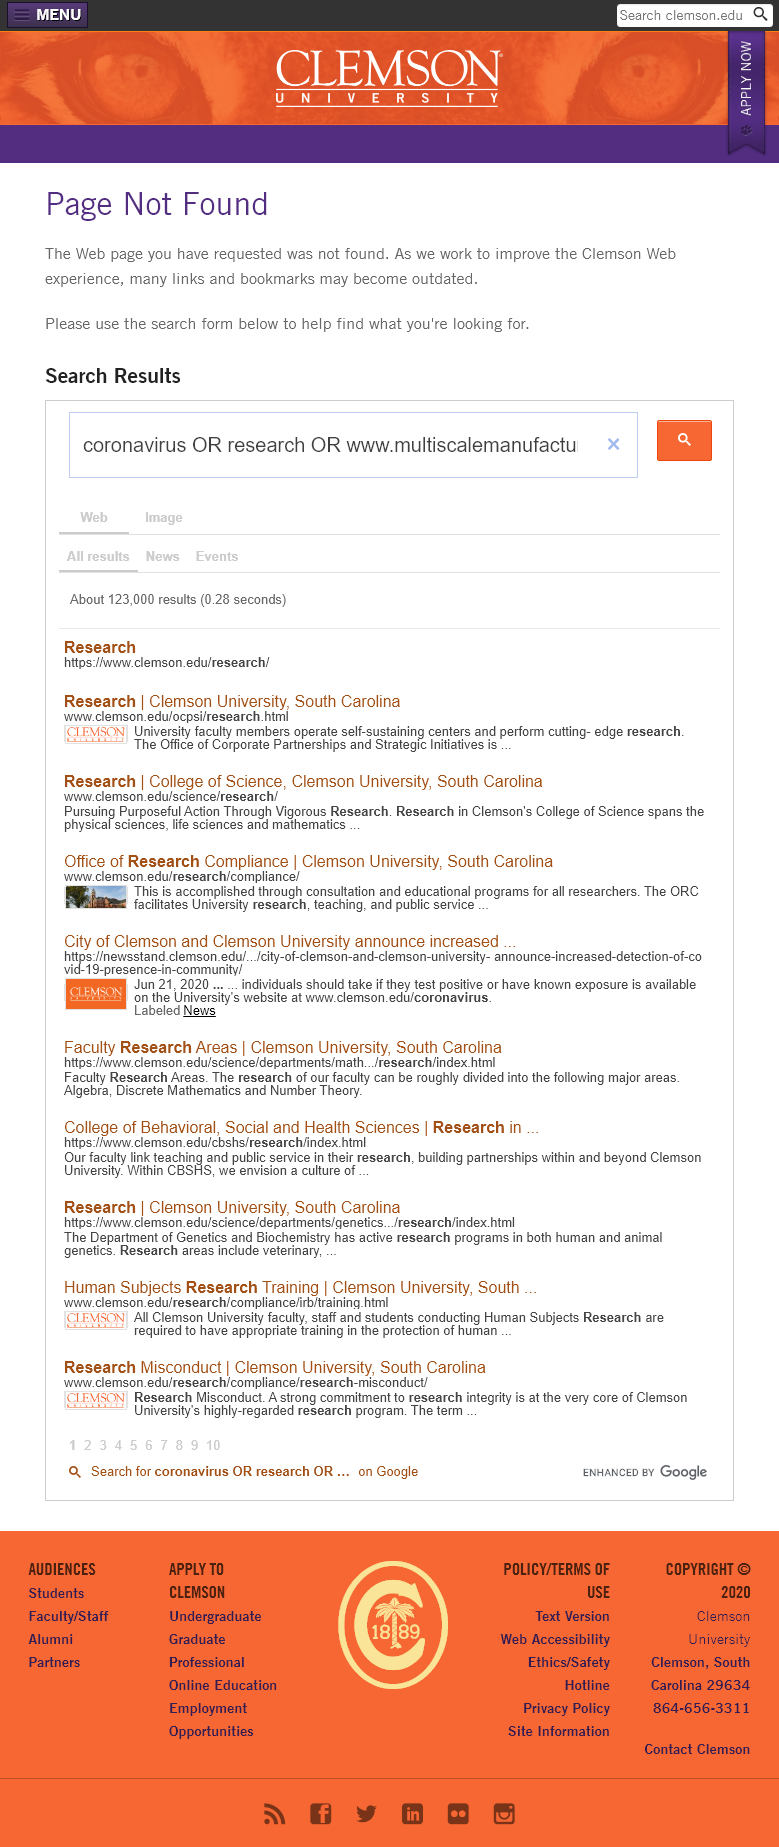 MENU
Search clemson.edu
CLEMSON®
UNIVERSITY
APPLY NOW
Page Not Found
The Web page you have requested was not found. As we work to improve the Clemson Web
experience, many links and bookmarks may become outdated.
Please use the search form below to help find what you're looking for.
Search Results
coronavirus OR research OR www.multiscalemanufactu
Web Image
All results News Events
About 123,000 results (0.28 seconds)
Research
https://www.clemson.edu/research/
Research | Clemson University, South Carolina
www.clemson.edu/ocpsi/research.html
CLEMSON
UNIVERSITY
University faculty members operate self-sustaining centers and perform cutting- edge research.
The Office of Corporate Partnerships and Strategic Initiatives is ...
Research | College of Science, Clemson University, South Carolina
www.clemson.edu/science/research/
Pursuing Purposeful Action Through Vigorous Research. Research in Clemson's College of Science spans the
physical sciences, life sciences and mathematics ...
Office of Research Compliance | Clemson University, South Carolina
www.clemson.edu/research/compliance/
This is accomplished through consultation and educational programs for all researchers. The ORC
facilitates University research, teaching, and public service ...
City of Clemson and Clemson University announce increased ...
https://newsstand.clemson.edu/.../city-of-clemson-and-clemson-university- announce-increased-detection-of-co
vid-19-presence-in-community/
CLEMSON
Jun 21, 2020 ... ... individuals should take if they test positive or have known exposure is available
on the University's website at www.clemson.edu/coronavirus.
Labeled News
Faculty Research Areas | Clemson University, South Carolina
https://www.clemson.edu/science/departments/math.../research/index.html
Faculty Research Areas. The research of our faculty can be roughly divided into the following major areas.
Algebra, Discrete Mathematics and Number Theory.
College of Behavioral, Social and Health Sciences | Research in ...
https://www.clemson.edu/cbshs/research/index.html
Our faculty link teaching and public service in their research, building partnerships within and beyond Clemson
University. Within CBSHS, we envision a culture of ...
Research | Clemson University, South Carolina
https://www.clemson.edu/science/departments/genetics.../research/index.html
The Department of Genetics and Biochemistry has active research programs in both human and animal
genetics. Research areas include veterinary, ...
Human Subjects Research Training | Clemson University, South ...
www.clemson.edu/research/compliance/irb/training.html
CLEMSON
UNIVERSITY
All Clemson University faculty, staff and students conducting Human Subjects Research are
required to have appropriate training in the protection of human ...
Research Misconduct | Clemson University, South Carolina
www.clemson.edu/research/compliance/research-misconduct/
CLEMSON
UNIVERSITY
Research Misconduct. A strong commitment to research integrity is at the very core of Clemson
University's highly-regarded research program. The term ...
1 2 3 4 5 6 7 8 9 10
Search for coronavirus OR research OR ... on Google
ENHANCED BY Google
AUDIENCES
Students
Faculty/Staff
Alumni
Partners
APPLY TO
CLEMSON
Undergraduate
Graduate
Professional
Online Education
Employment
Opportunities
C
1889
POLICY/TERMS OF
USE
Text Version
Web Accessibility
Ethics/Safety
Hotline
Privacy Policy
Site Information
COPYRIGHT ©
2020
Clemson
University
Clemson, South
Carolina 29634
864-656-3311
Contact Clemson